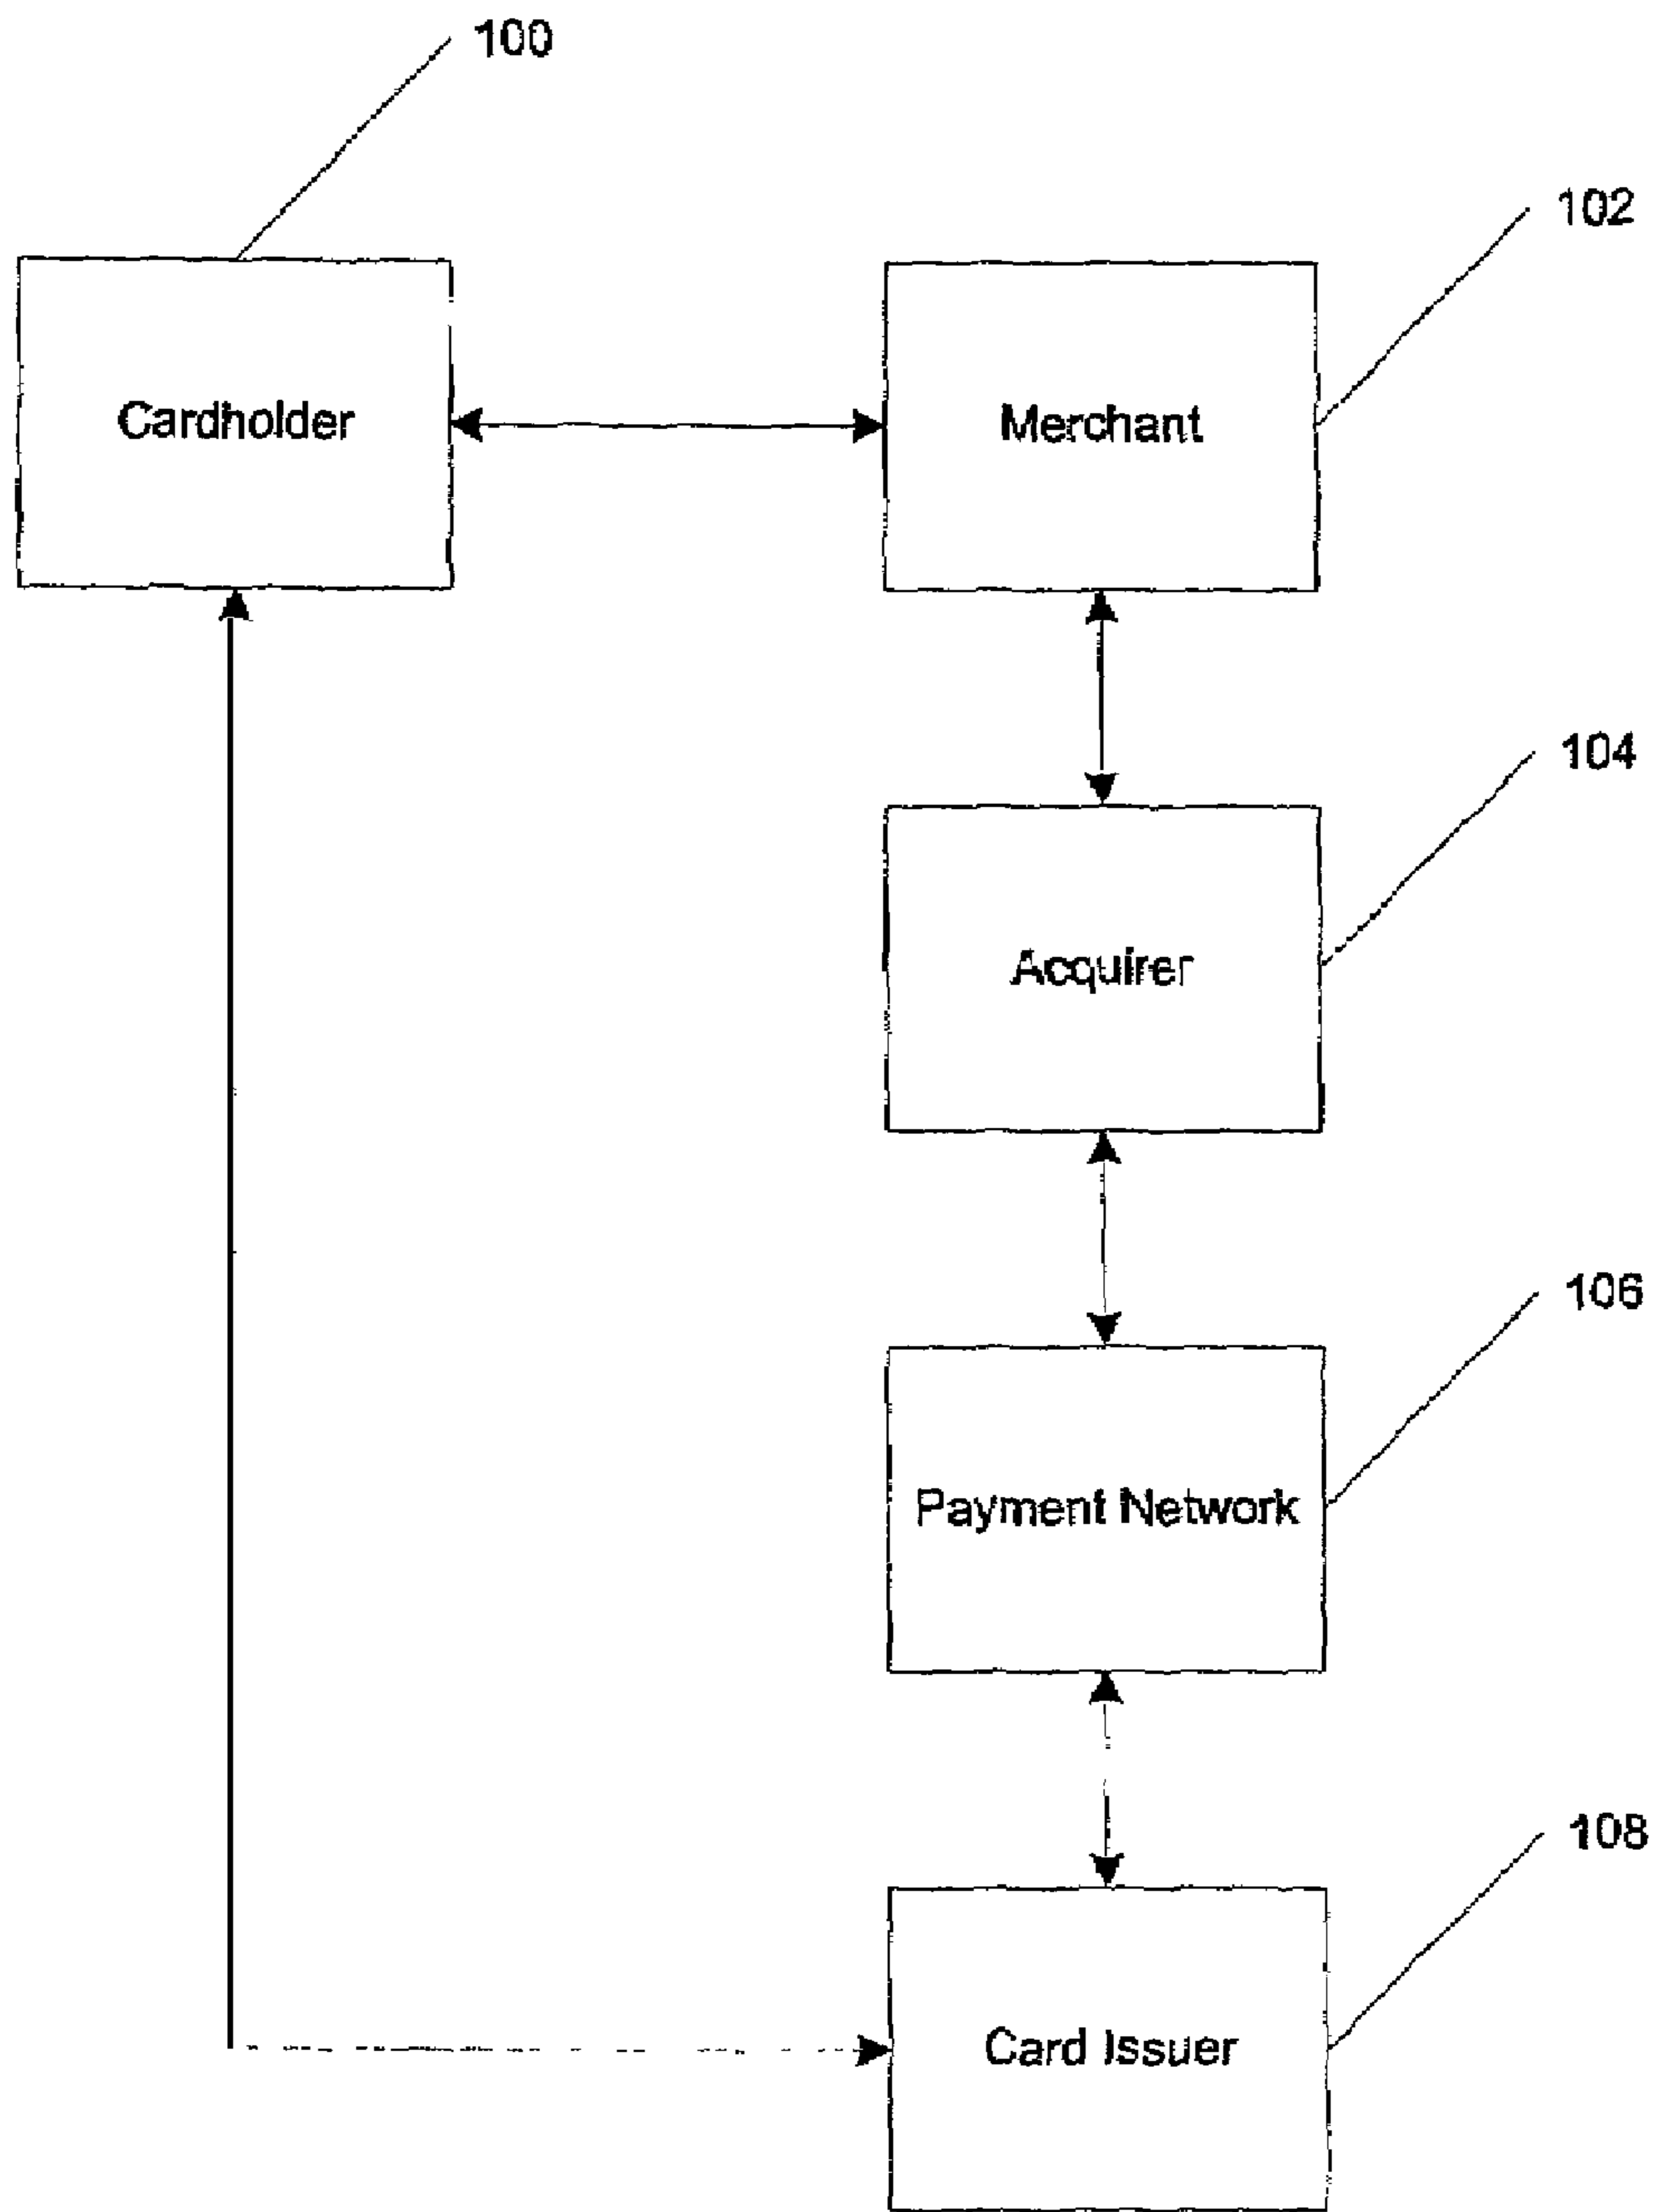 100
102
Cardholder
Merchant
104
Acquirer
106
Payment Network
108
Card Issuer